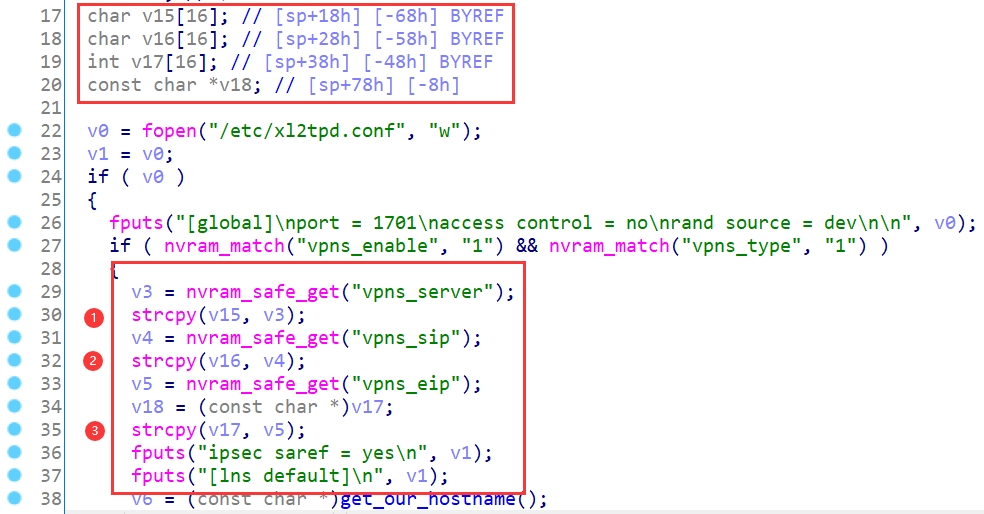 17 char v15[16]; // [sp+18h] [-68h] BYREF
18 char v16[16]; // [sp+28h] [-58h] BYREF
19 int v17[16]; // [sp+38h] [-48h] BYREF
20 const char *v18; // [sp+78h] [-8h]
21
22 v0 = fopen("/etc/xl2tpd.conf", "w");
23 v1 = v0;
24 if ( v0 )
25 {
26 fputs("[global]\nport = 1701\naccess control = no\nrand source = dev\n\n", v0);
27 if ( nvram_match("vpns_enable", "1") && nvram_match("vpns_type", "1") )
28 {
29 v3 = nvram_safe_get("vpns_server");
1 30 strcpy(v15, v3);
31 v4 = nvram_safe_get("vpns_sip");
2 32 strcpy(v16, v4);
33 v5 = nvram_safe_get("vpns_eip");
34 v18 = (const char *)v17;
3 35 strcpy(v17, v5);
36 fputs("ipsec saref = yes\n", v1);
37 fputs("[lns default]\n", v1);
38 v6 = (const char *)get_our_hostname();